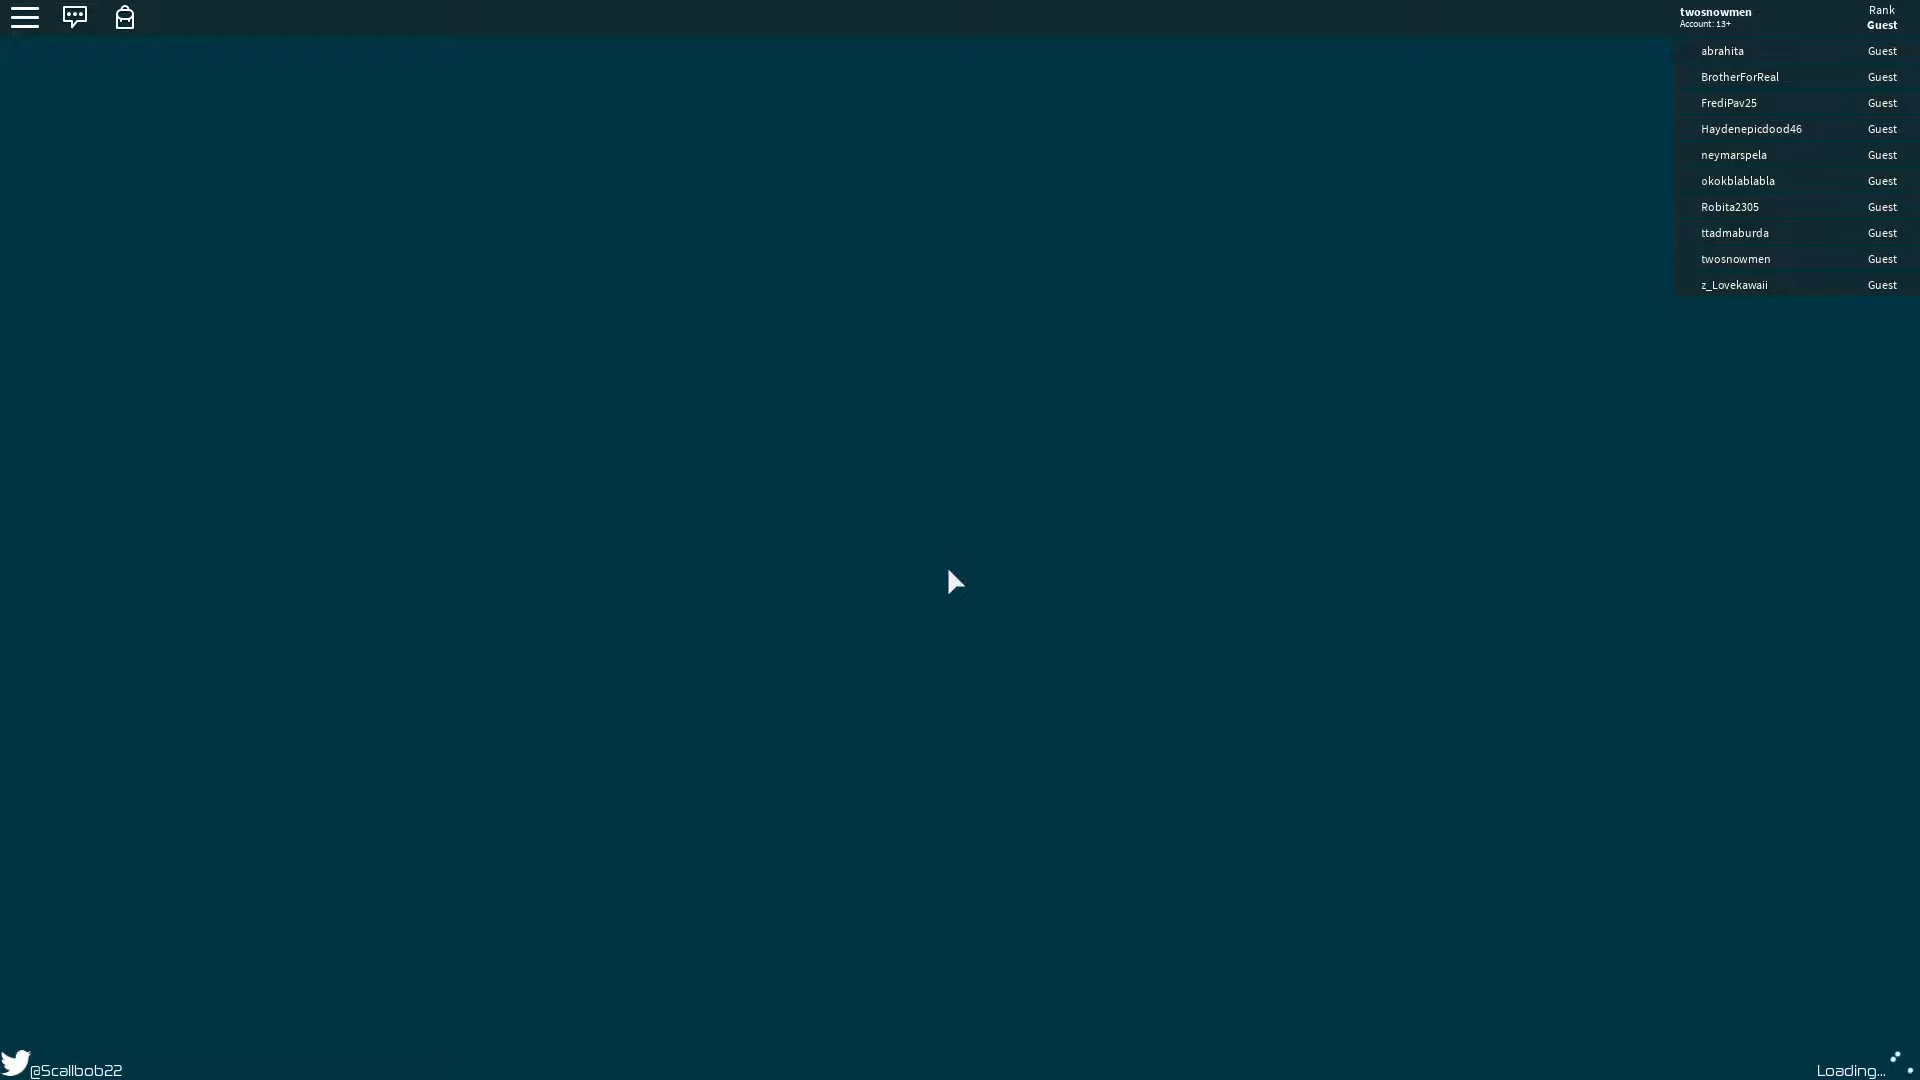 twosnowmen Rank
Account: 13+ Guest
abrahita Guest
BrotherForReal Guest
FrediPav25 Guest
Haydenepicdood46 Guest
neymarspela Guest
okokblablabla Guest
Robita2305 Guest
ttadmaburda Guest
twosnowmen Guest
z_Lovekawaii Guest
@Scallbob22
Loading...